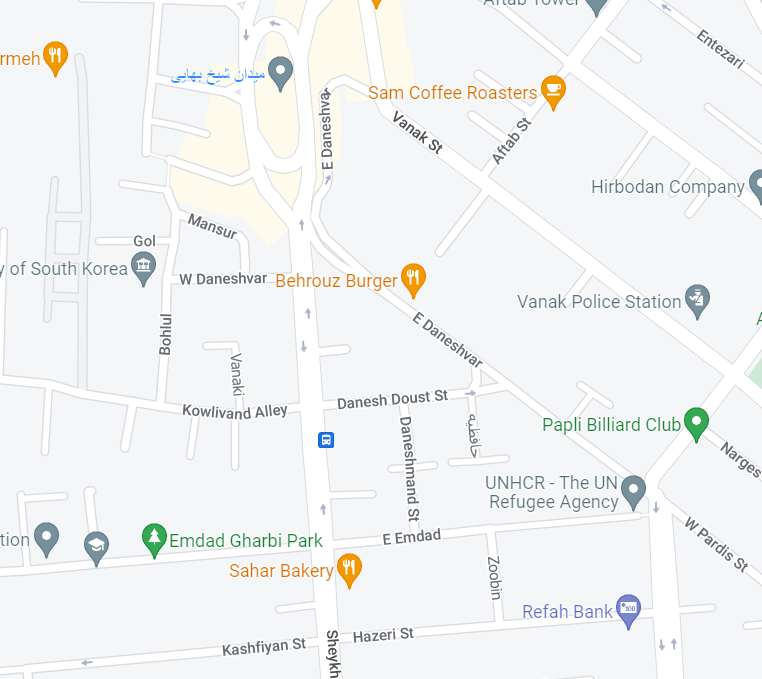 Aftab Tower
Entezari
rmeh
میدان شیخ بهایی
Sam Coffee Roasters
E Daneshvar
Vanak St
Aftab St
Hirbodan Company
Mansur
Gol
y of South Korea
W Daneshvar
Behrouz Burger
Vanak Police Station
Bohlul
E Daneshvar
Vanaki
A
Kowlivand Alley
Danesh Doust St
Daneshmand St
حافظیه
Papli Billiard Club
Narges
UNHCR - The UN
Refugee Agency
tion
Emdad Gharbi Park
E Emdad
W Pardis St
Sahar Bakery
Zoobin
Refah Bank
Kashfiyan St
Hazeri St
Sheykh